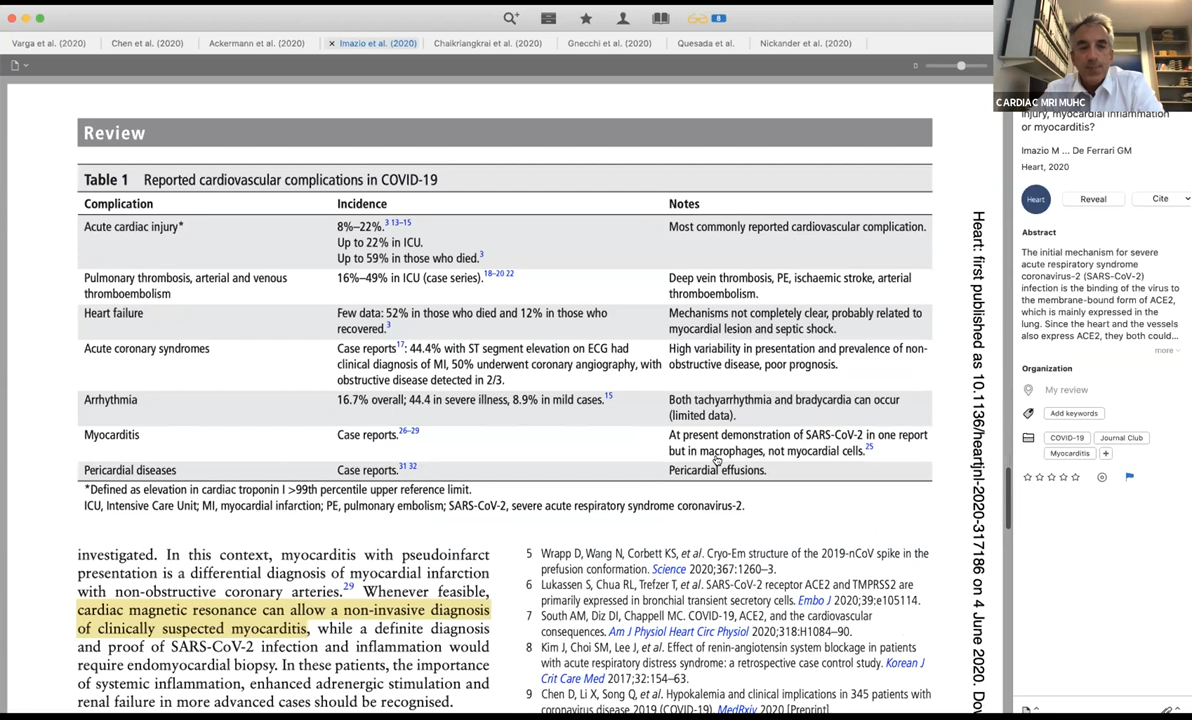 8
Varga et al. (2020)
Chen et al. (2020)
Ackermann et al. (2020)
× Imazio et al. (2020)
Chaikriangkrai et al. (2020)
Gnecchi et al. (2020)
Quesada et al.
Nickander et al. (2020)
CARDIAC MRI MUHC
Review
Table 1 Reported cardiovascular complications in COVID-19
Complication Incidence Notes
Acute cardiac injury* 8%–22%.3 13–15 Most commonly reported cardiovascular complication.
Up to 22% in ICU.
Up to 59% in those who died.3
Pulmonary thrombosis, arterial and venous 16%–49% in ICU (case series).18–20 22 Deep vein thrombosis, PE, ischaemic stroke, arterial
thromboembolism thromboembolism.
Heart failure Few data: 52% in those who died and 12% in those who Mechanisms not completely clear, probably related to
recovered.3 myocardial lesion and septic shock.
Acute coronary syndromes Case reports17: 44.4% with ST segment elevation on ECG had High variability in presentation and prevalence of non-
clinical diagnosis of MI, 50% underwent coronary angiography, with obstructive disease, poor prognosis.
obstructive disease detected in 2/3.
Arrhythmia 16.7% overall; 44.4 in severe illness, 8.9% in mild cases.15 Both tachyarrhythmia and bradycardia can occur
(limited data).
Myocarditis Case reports.26–29 At present demonstration of SARS-CoV-2 in one report
but in macrophages, not myocardial cells.25
Pericardial diseases Case reports.31 32 Pericardial effusions.
*Defined as elevation in cardiac troponin I >99th percentile upper reference limit.
ICU, Intensive Care Unit; MI, myocardial infarction; PE, pulmonary embolism; SARS-CoV-2, severe acute respiratory syndrome coronavirus-2.
investigated. In this context, myocarditis with pseudoinfarct
presentation is a differential diagnosis of myocardial infarction
with non-obstructive coronary arteries.29 Whenever feasible,
cardiac magnetic resonance can allow a non-invasive diagnosis
of clinically suspected myocarditis, while a definite diagnosis
and proof of SARS-CoV-2 infection and inflammation would
require endomyocardial biopsy. In these patients, the importance
of systemic inflammation, enhanced adrenergic stimulation and
renal failure in more advanced cases should be recognised.
5 Wrapp D, Wang N, Corbett KS, et al. Cryo-Em structure of the 2019-nCoV spike in the
prefusion conformation. Science 2020;367:1260–3.
6 Lukassen S, Chua RL, Trefzer T, et al. SARS-CoV-2 receptor ACE2 and TMPRSS2 are
primarily expressed in bronchial transient secretory cells. Embo J 2020;39:e105114.
7 South AM, Diz DI, Chappell MC. COVID-19, ACE2, and the cardiovascular
consequences. Am J Physiol Heart Circ Physiol 2020;318:H1084–90.
8 Kim J, Choi SM, Lee J, et al. Effect of renin-angiotensin system blockage in patients
with acute respiratory distress syndrome: a retrospective case control study. Korean J
Crit Care Med 2017;32:154–63.
9 Chen D, Li X, Song Q, et al. Hypokalemia and clinical implications in 345 patients with
coronavirus disease 2019 (COVID-19). MedRxiv 2020 [Preprint]
Heart: first published as 10.1136/heartjnl-2020-317186 on 4 June 2020. Dow
injury, myocardial inflammation
or myocarditis?
Imazio M ... De Ferrari GM
Heart, 2020
Heart
Reveal
Cite
Abstract
The initial mechanism for severe
acute respiratory syndrome
coronavirus-2 (SARS-CoV-2)
infection is the binding of the virus to
the membrane-bound form of ACE2,
which is mainly expressed in the
lung. Since the heart and the vessels
also express ACE2, they both could...
more
Organization
My review
Add keywords
COVID-19
Journal Club
Myocarditis
+